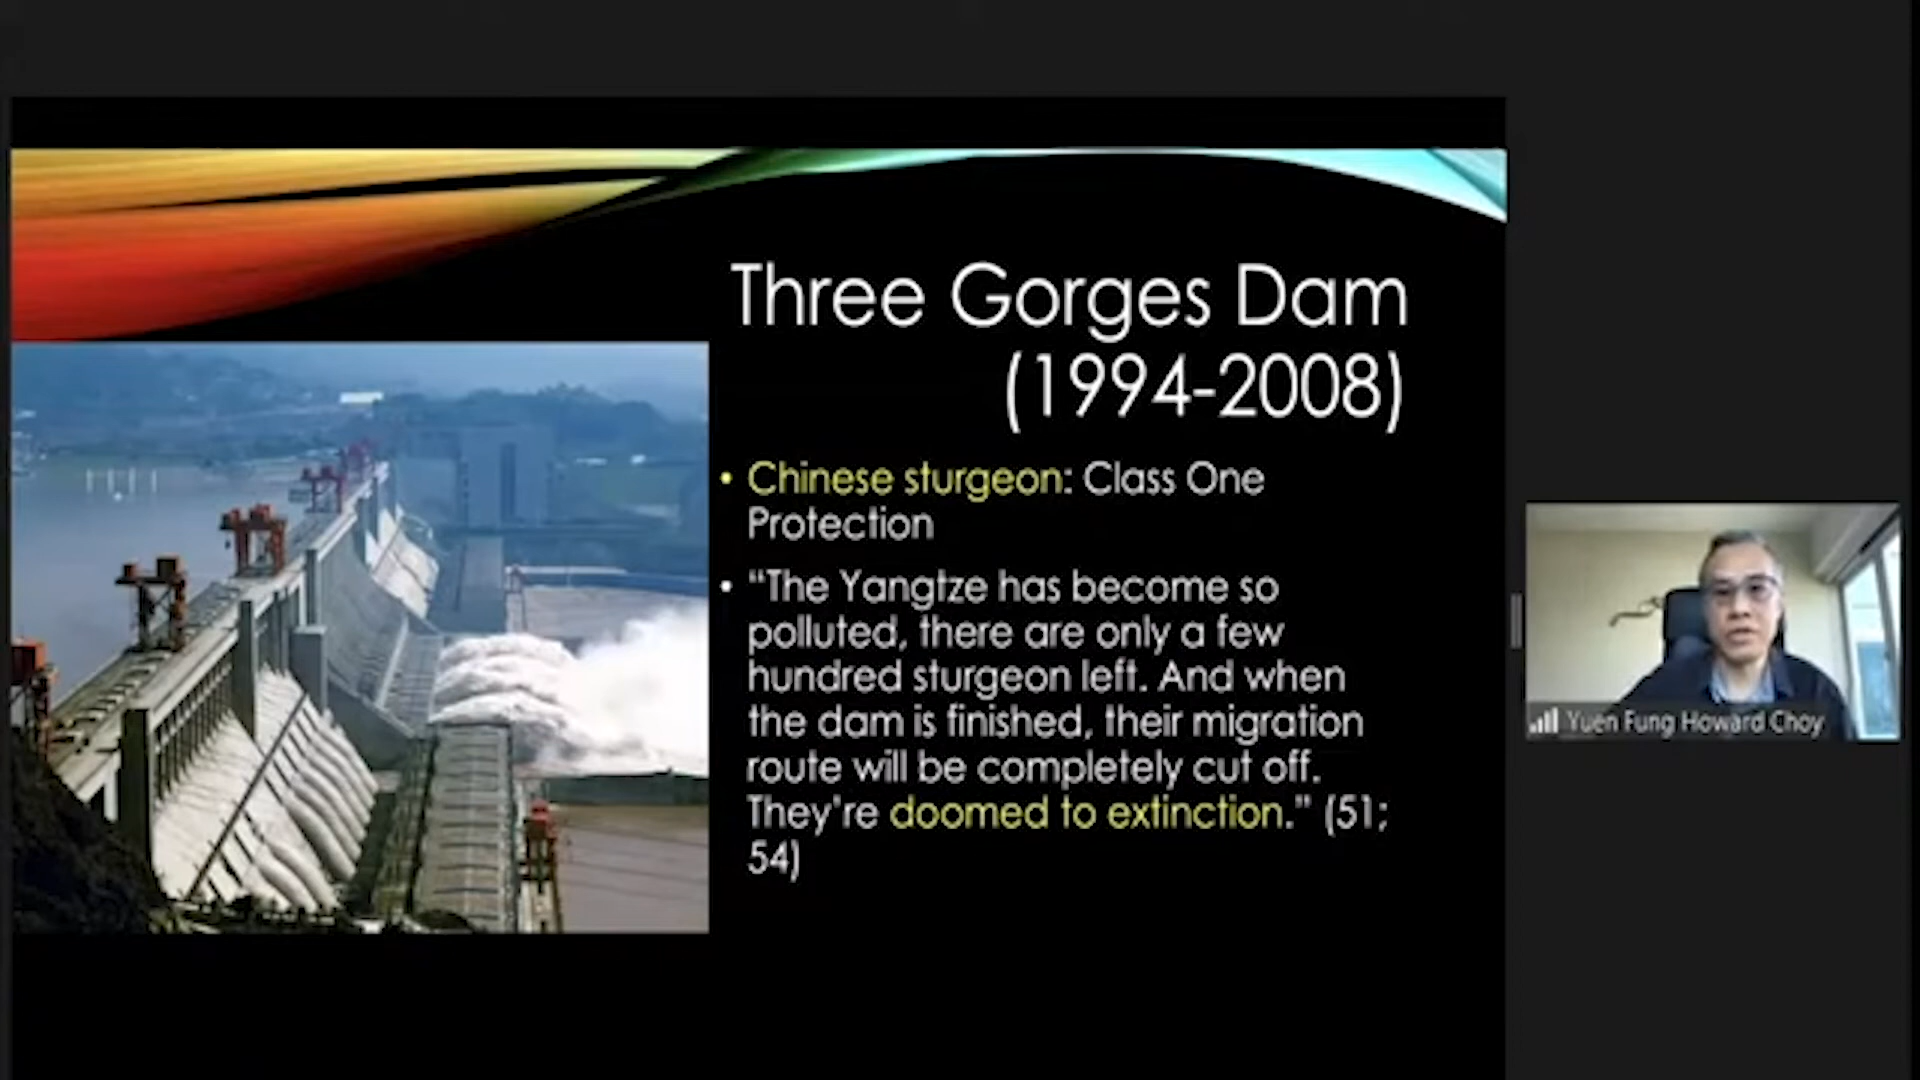 Three Gorges Dam
(1994-2008)
• Chinese sturgeon: Class One
Protection
• “The Yangtze has become so
polluted, there are only a few
hundred sturgeon left. And when
the dam is finished, their migration
route will be completely cut off.
They’re doomed to extinction.” (51;
54)
Yuen Fung Howard Choy